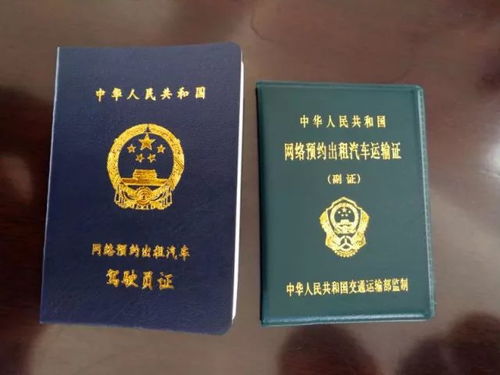 中华人民共和国
网络预约出租汽车
驾驶员证
中华人民共和国
网络预约出租汽车运输证
(副证)
中华人民共和国交通运输部监制